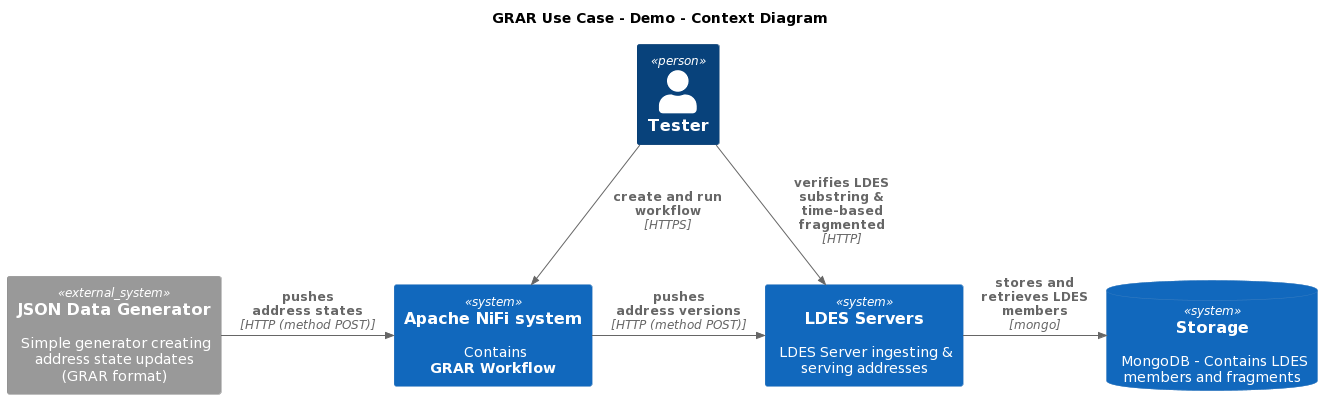 GRAR Use Case - Demo - Context Diagram
«person»
Tester
create and run
workflow
[HTTPS]
verifies LDES
substring &
time-based
fragmented
[HTTP]
«external_system»
JSON Data Generator
Simple generator creating
address state updates
(GRAR format)
pushes
address states
[HTTP (method POST)]
«system»
Apache NiFi system
Contains
GRAR Workflow
pushes
address versions
[HTTP (method POST)]
«system»
LDES Servers
LDES Server ingesting &
serving addresses
stores and
retrieves LDES
members
[mongo]
«system»
Storage
MongoDB - Contains LDES
members and fragments